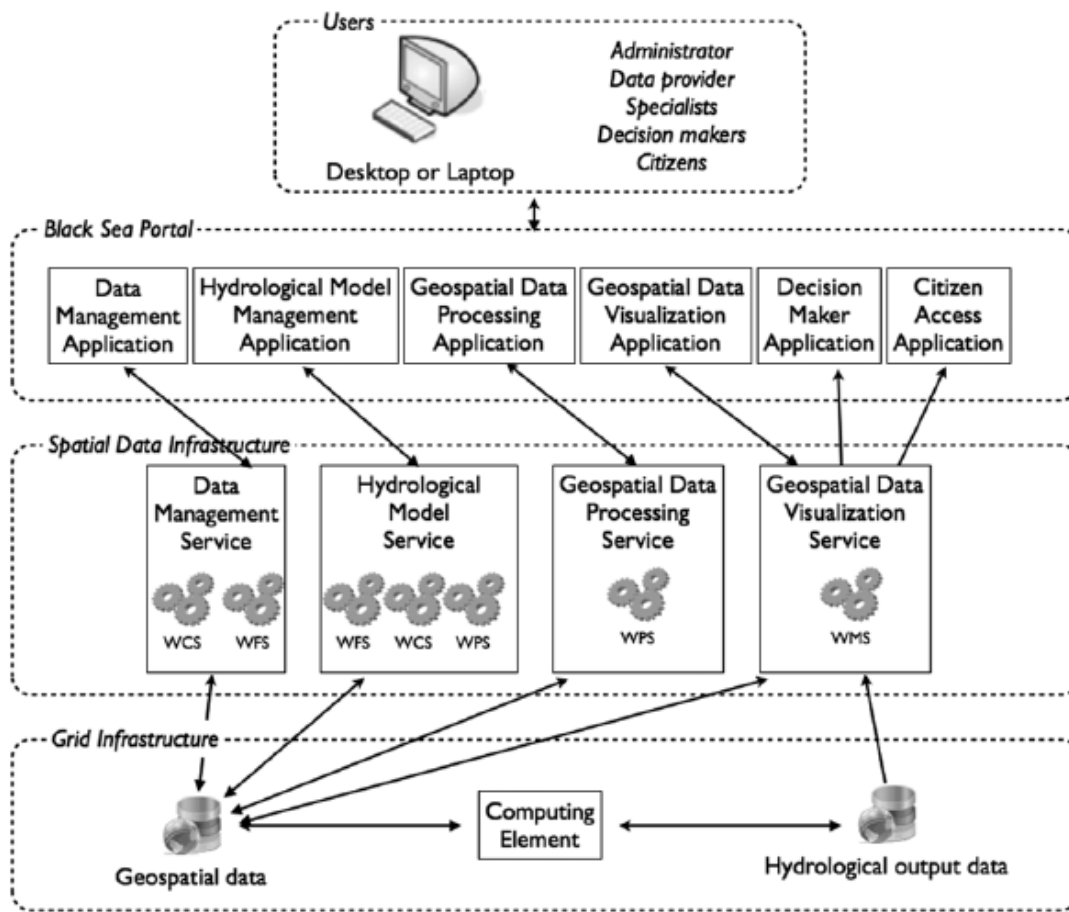 Users
Administrator
Data provider
Specialists
Decision makers
Citizens
Desktop or Laptop
Black Sea Portal
Data
Management
Application
Hydrological Model
Management
Application
Geospatial Data
Processing
Application
Geospatial Data
Visualization
Application
Decision
Maker
Application
Citizen
Access
Application
Spatial Data Infrastructure
Data
Management
Service
WCS
WFS
Hydrological
Model
Service
WFS
WCS
WPS
Geospatial Data
Processing
Service
WPS
Geospatial Data
Visualization
Service
WMS
Grid Infrastructure
Geospatial data
Computing
Element
Hydrological output data